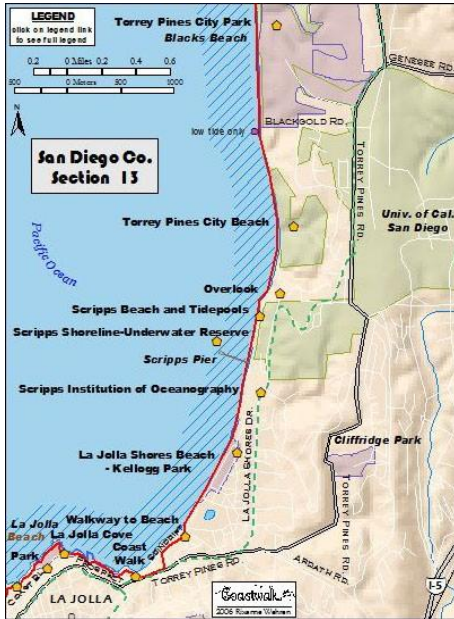 LEGEND
click on legend link
to see full legend
0.2 0 Miles 0.2 0.4 0.6
500 0 Meters 500 1000
N
San Diego Co.
Section 13
Pacific Ocean
Torrey Pines City Park
Blacks Beach
GENESEE RD.
low tide only
BLACKGOLD RD.
TORREY PINES RD.
Torrey Pines City Beach
Univ. of Cal.
San Diego
Overlook
Scripps Beach and Tidepools
Scripps Shoreline-Underwater Reserve
Scripps Pier
Scripps Institution of Oceanography
LA JOLLA SHORES DR.
Cliffridge Park
La Jolla Shores Beach
- Kellogg Park
TORREY PINES RD.
La Jolla
Beach
Walkway to Beach
La Jolla Cove
Park
Coast
Walk
TORREY PINES RD.
ARDATH RD.
I-5
LA JOLLA
Coastwalk
2006 Rixanne Wehren